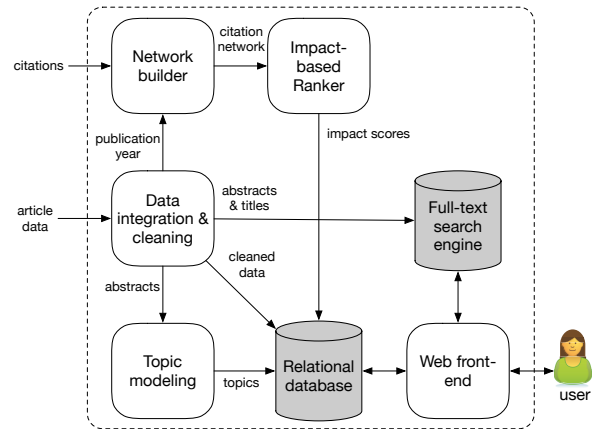 citations
Network
builder
citation
network
Impact-
based
Ranker
publication
year
impact scores
article
data
Data
integration &
cleaning
abstracts
& titles
Full-text
search
engine
cleaned
data
abstracts
Topic
modeling
topics
Relational
database
Web front-
end
user